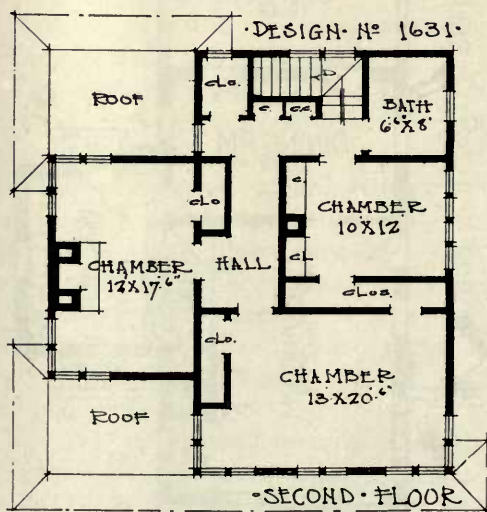 ·DESIGN· Nº 1631·
CLO.
ROOF
BATH
6'6"X8'
C.
C.C.
C.
CLO
CHAMBER
10X12
CHAMBER
12X17'6"
HALL
CL
CLOS.
CLO.
CHAMBER
13X20'6"
ROOF
·SECOND·FLOOR